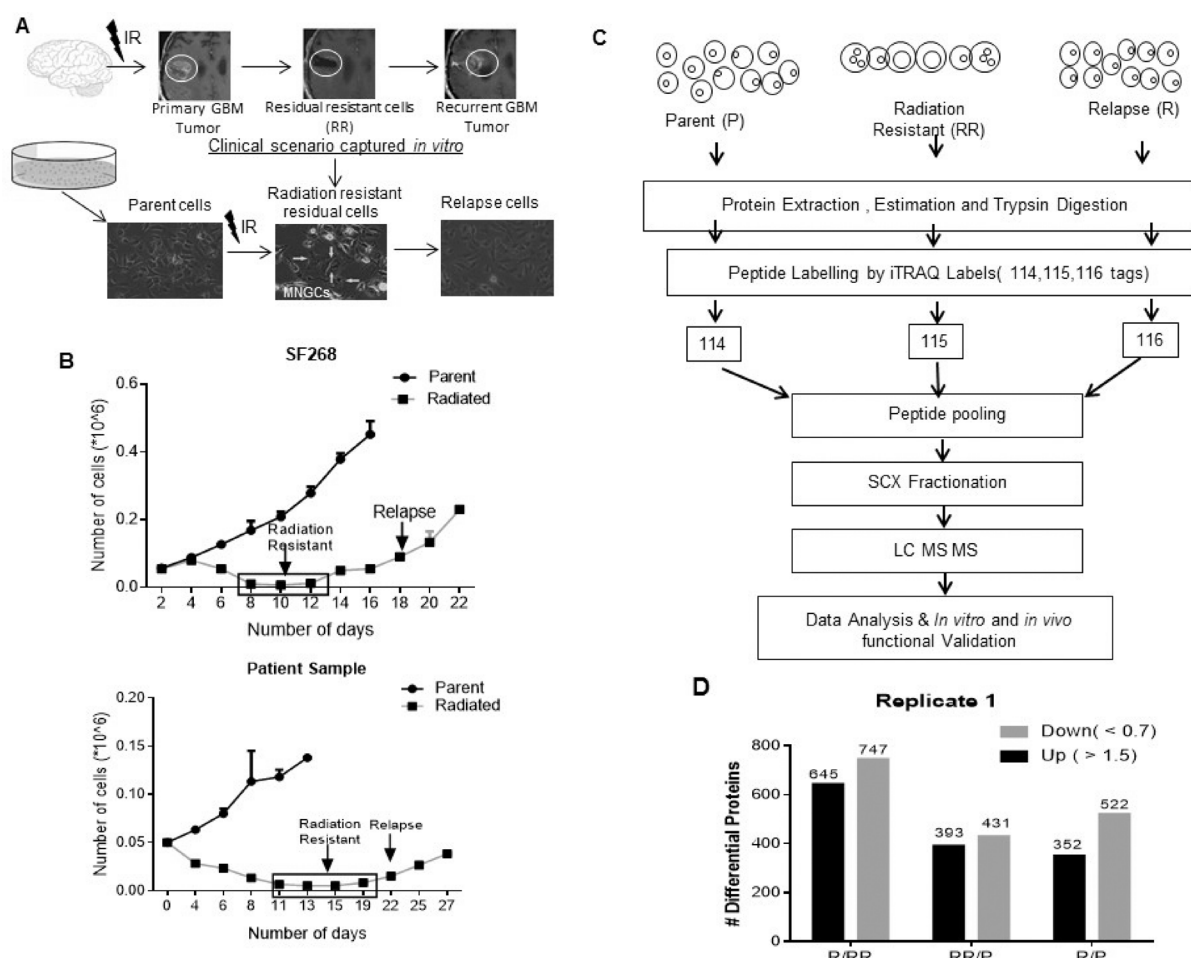 A
IR
Primary GBM
Tumor
Residual resistant cells
(RR)
Recurrent GBM
Tumor
Clinical scenario captured in vitro
Parent cells
IR
Radiation resistant
residual cells
Relapse cells
MNGCs
B
SF268
Parent
Radiated
Number of cells (*10^6)
0.6
0.4
0.2
0.0
Radiation
Resistant
Relapse
2 4 6 8 10 12 14 16 18 20 22
Number of days
Patient Sample
Parent
Radiated
Number of cells (*10^6)
0.20
0.15
0.10
0.05
0.00
Radiation
Resistant
Relapse
0 4 6 8 11 13 15 19 22 25 27
Number of days
C
Parent (P)
Radiation
Resistant (RR)
Relapse (R)
Protein Extraction , Estimation and Trypsin Digestion
Peptide Labelling by iTRAQ Labels( 114,115,116 tags)
114
115
116
Peptide pooling
SCX Fractionation
LC MS MS
Data Analysis & In vitro and in vivo
functional Validation
D
Replicate 1
Down( < 0.7)
Up ( > 1.5)
# Differential Proteins
800
600
400
200
0
645
747
393
431
352
522
R/RR
RR/P
R/P